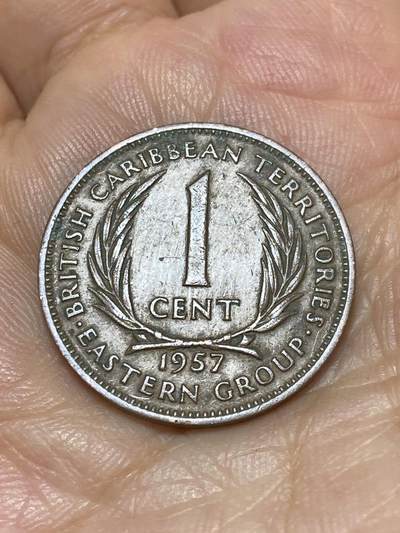 BRITISH CARIBBEAN TERRITORIES
1
CENT
1957
· EASTERN GROUP ·